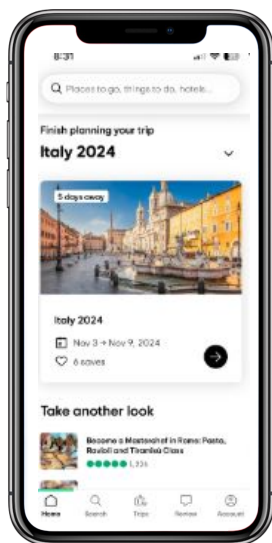 8:31
Places to go, things to do, hotels...
Finish planning your trip
Italy 2024
5 days away
Italy 2024
Nov 3 → Nov 9, 2024
6 saves
Take another look
Become a Masterchef in Rome: Pasta,
Ravioli and Tiramisù Class
Home Search Trips Review Account